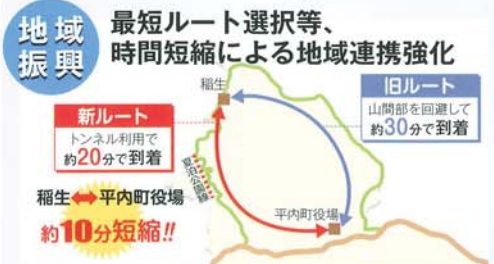 地域
振興
最短ルート選択等、
時間短縮による地域連携強化
稲生
旧ルート
山間部を回避して
約30分で到着
新ルート
トンネル利用で
約20分で到着
夏泊公園線
稲生⬌平内町役場
約10分短縮!!
平内町役場